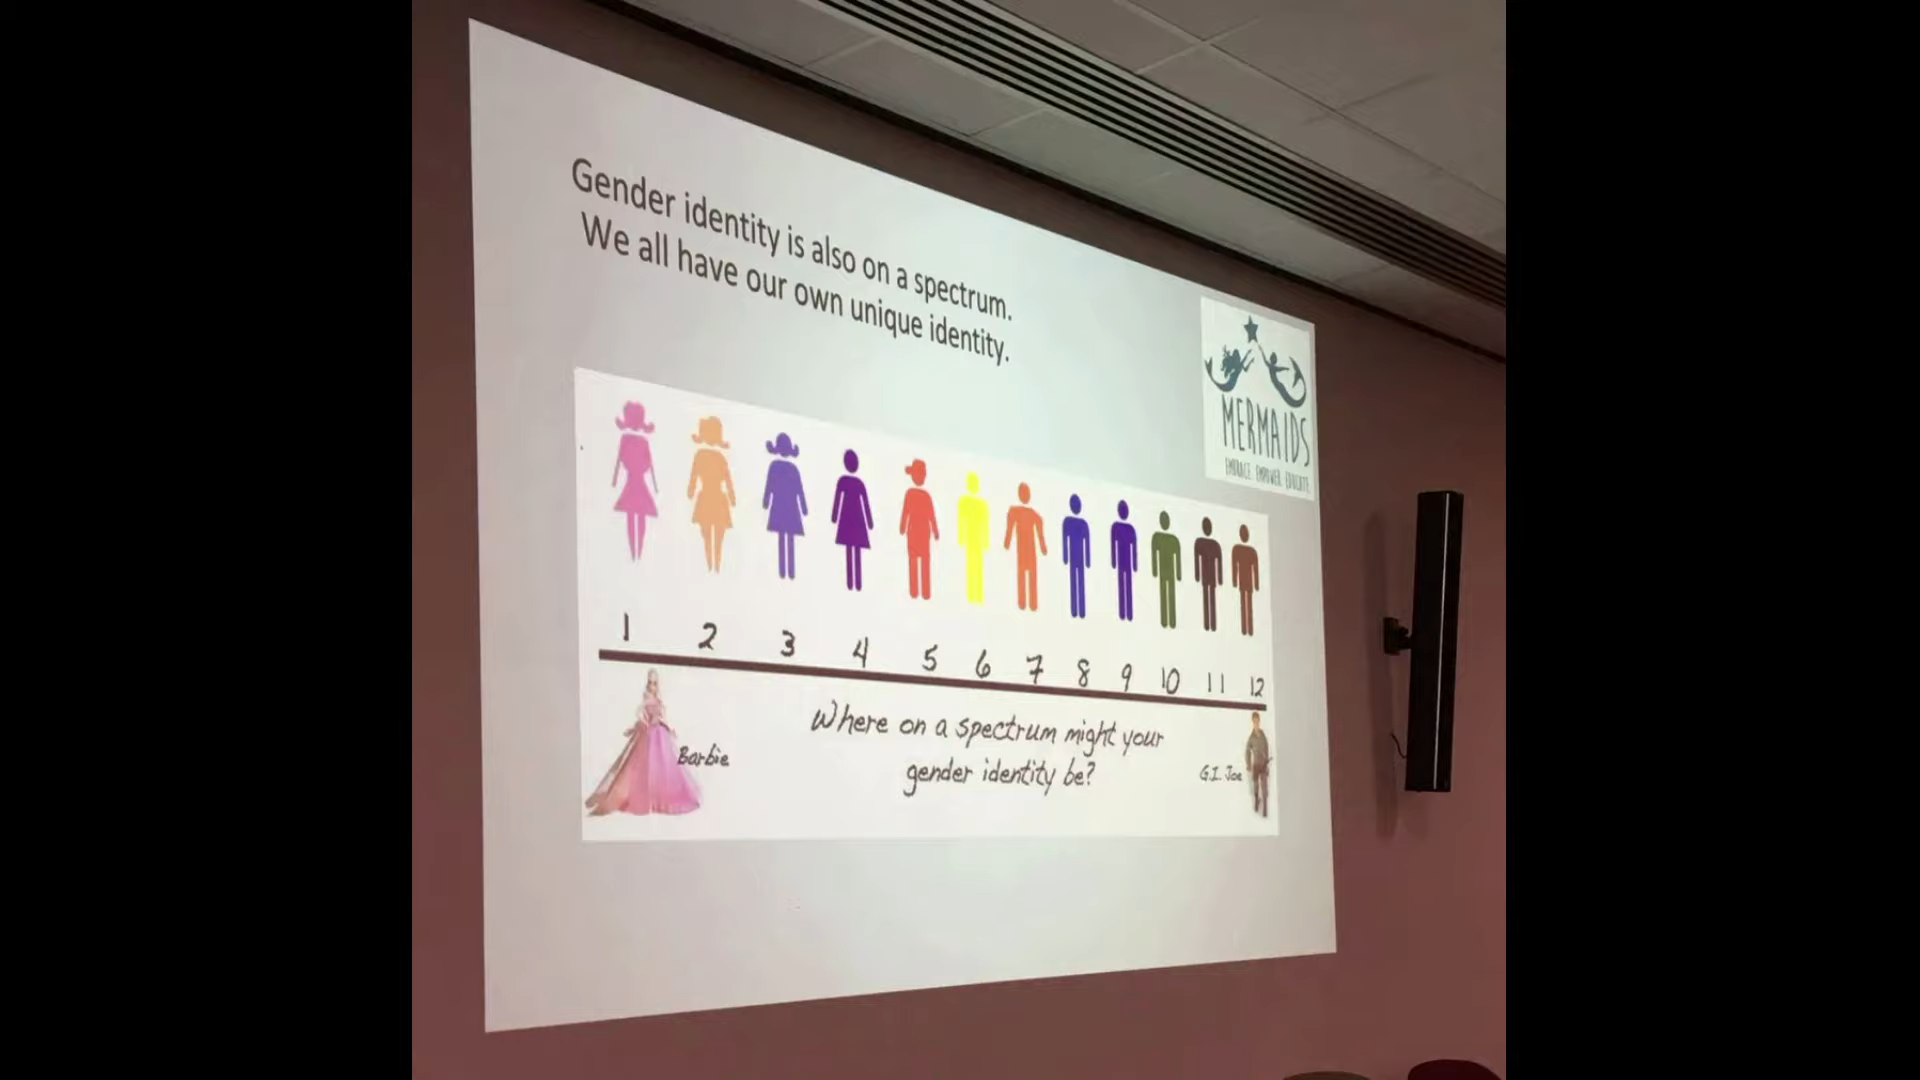 Gender identity is also on a spectrum.
We all have our own unique identity.
MERMAIDS
EMBRACE. EMPOWER. EDUCATE.
1 2 3 4 5 6 7 8 9 10 11 12
Barbie
Where on a spectrum might your
gender identity be?
G.I. Joe